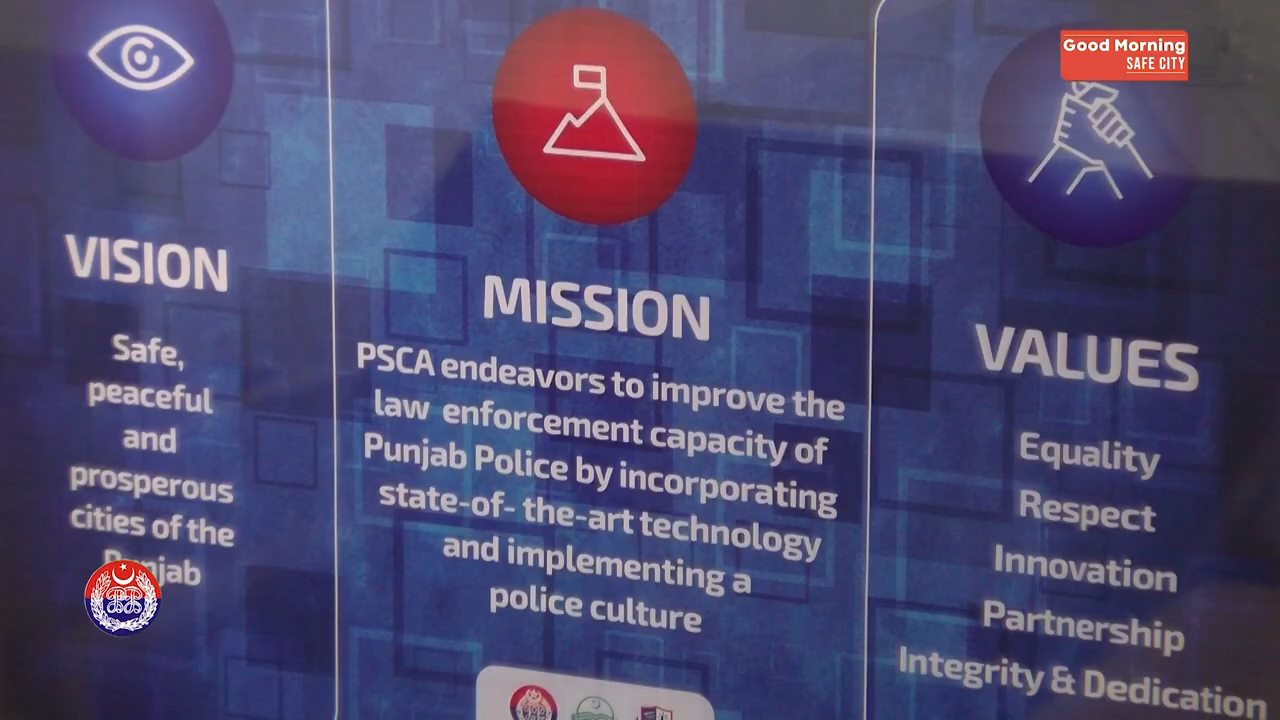 Good Morning
SAFE CITY
VISION
Safe,
peaceful
and
prosperous
cities of the
Punjab
MISSION
PSCA endeavors to improve the
law enforcement capacity of
Punjab Police by incorporating
state-of- the-art technology
and implementing a
police culture
VALUES
Equality
Respect
Innovation
Partnership
Integrity & Dedication